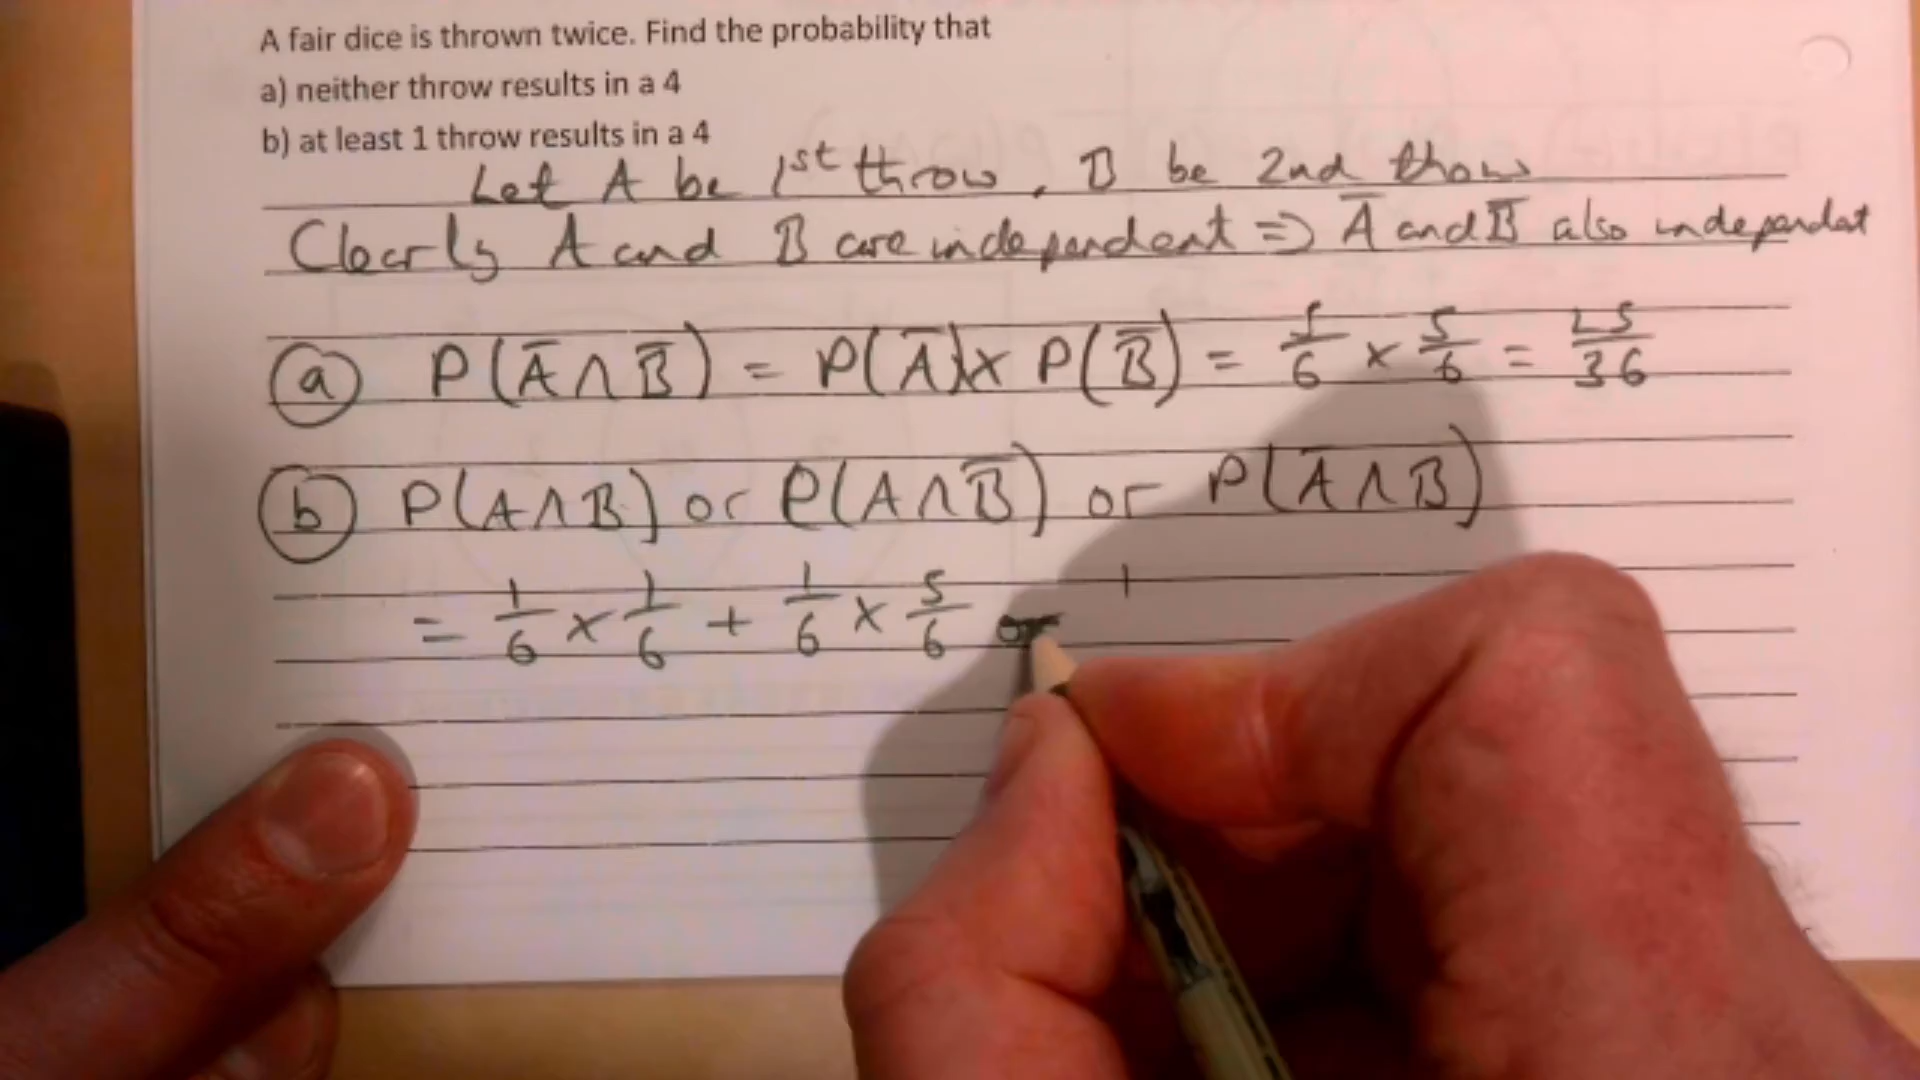 A fair dice is thrown twice. Find the probability that
a) neither throw results in a 4
b) at least 1 throw results in a 4
Let A be 1st throw, B be 2nd thow
Clearly A and B are independent ⇒ A̅ and B̅ also independent
(a) P(A̅ ∩ B̅) = P(A̅) x P(B̅) = 5/6 x 5/6 = 25/36
(b) P(A ∩ B) or P(A ∩ B̅) or P(A̅ ∩ B)
= 1/6 x 1/6 + 1/6 x 5/6